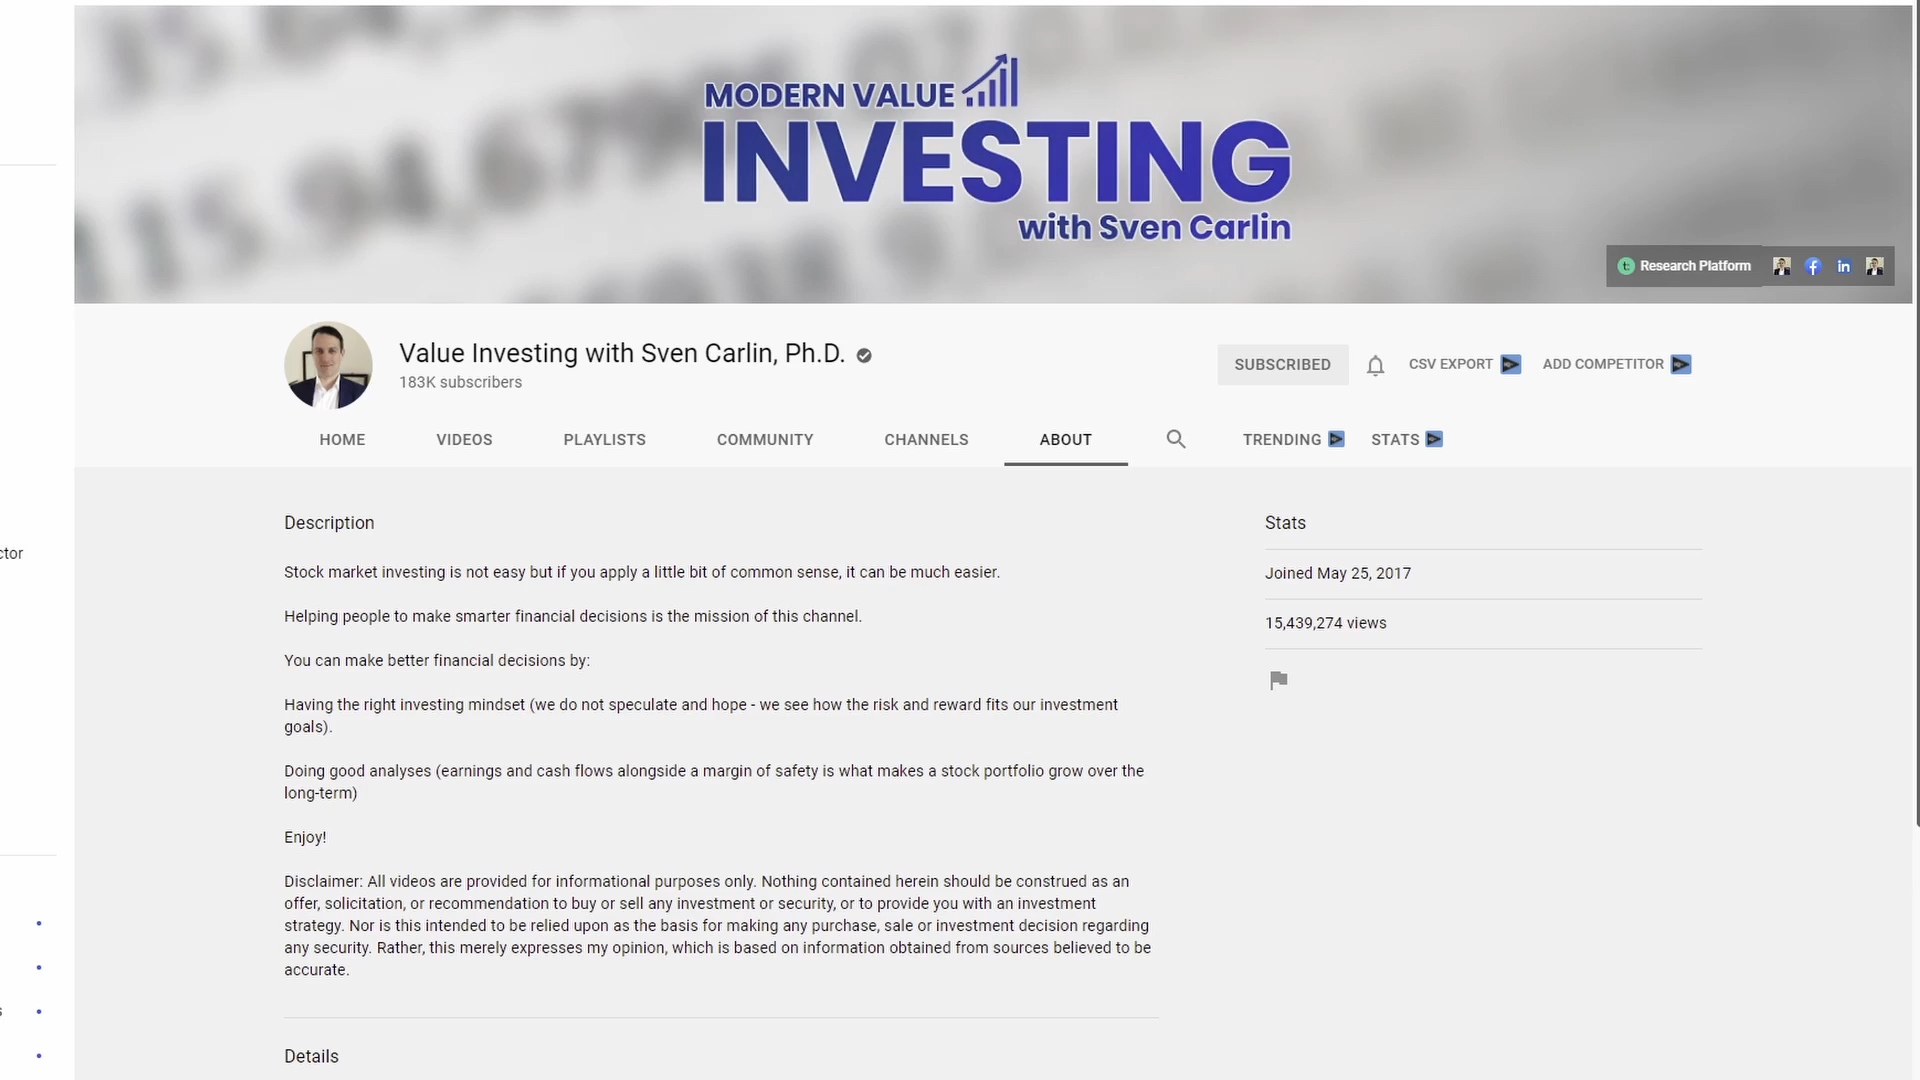 MODERN VALUE
INVESTING
with Sven Carlin
Research Platform
Value Investing with Sven Carlin, Ph.D.
183K subscribers
SUBSCRIBED
CSV EXPORT
ADD COMPETITOR
HOME
VIDEOS
PLAYLISTS
COMMUNITY
CHANNELS
ABOUT
TRENDING
STATS
Description
Stock market investing is not easy but if you apply a little bit of common sense, it can be much easier.
Helping people to make smarter financial decisions is the mission of this channel.
You can make better financial decisions by:
Having the right investing mindset (we do not speculate and hope - we see how the risk and reward fits our investment
goals).
Doing good analyses (earnings and cash flows alongside a margin of safety is what makes a stock portfolio grow over the
long-term)
Enjoy!
Disclaimer: All videos are provided for informational purposes only. Nothing contained herein should be construed as an
offer, solicitation, or recommendation to buy or sell any investment or security, or to provide you with an investment
strategy. Nor is this intended to be relied upon as the basis for making any purchase, sale or investment decision regarding
any security. Rather, this merely expresses my opinion, which is based on information obtained from sources believed to be
accurate.
Details
Stats
Joined May 25, 2017
15,439,274 views